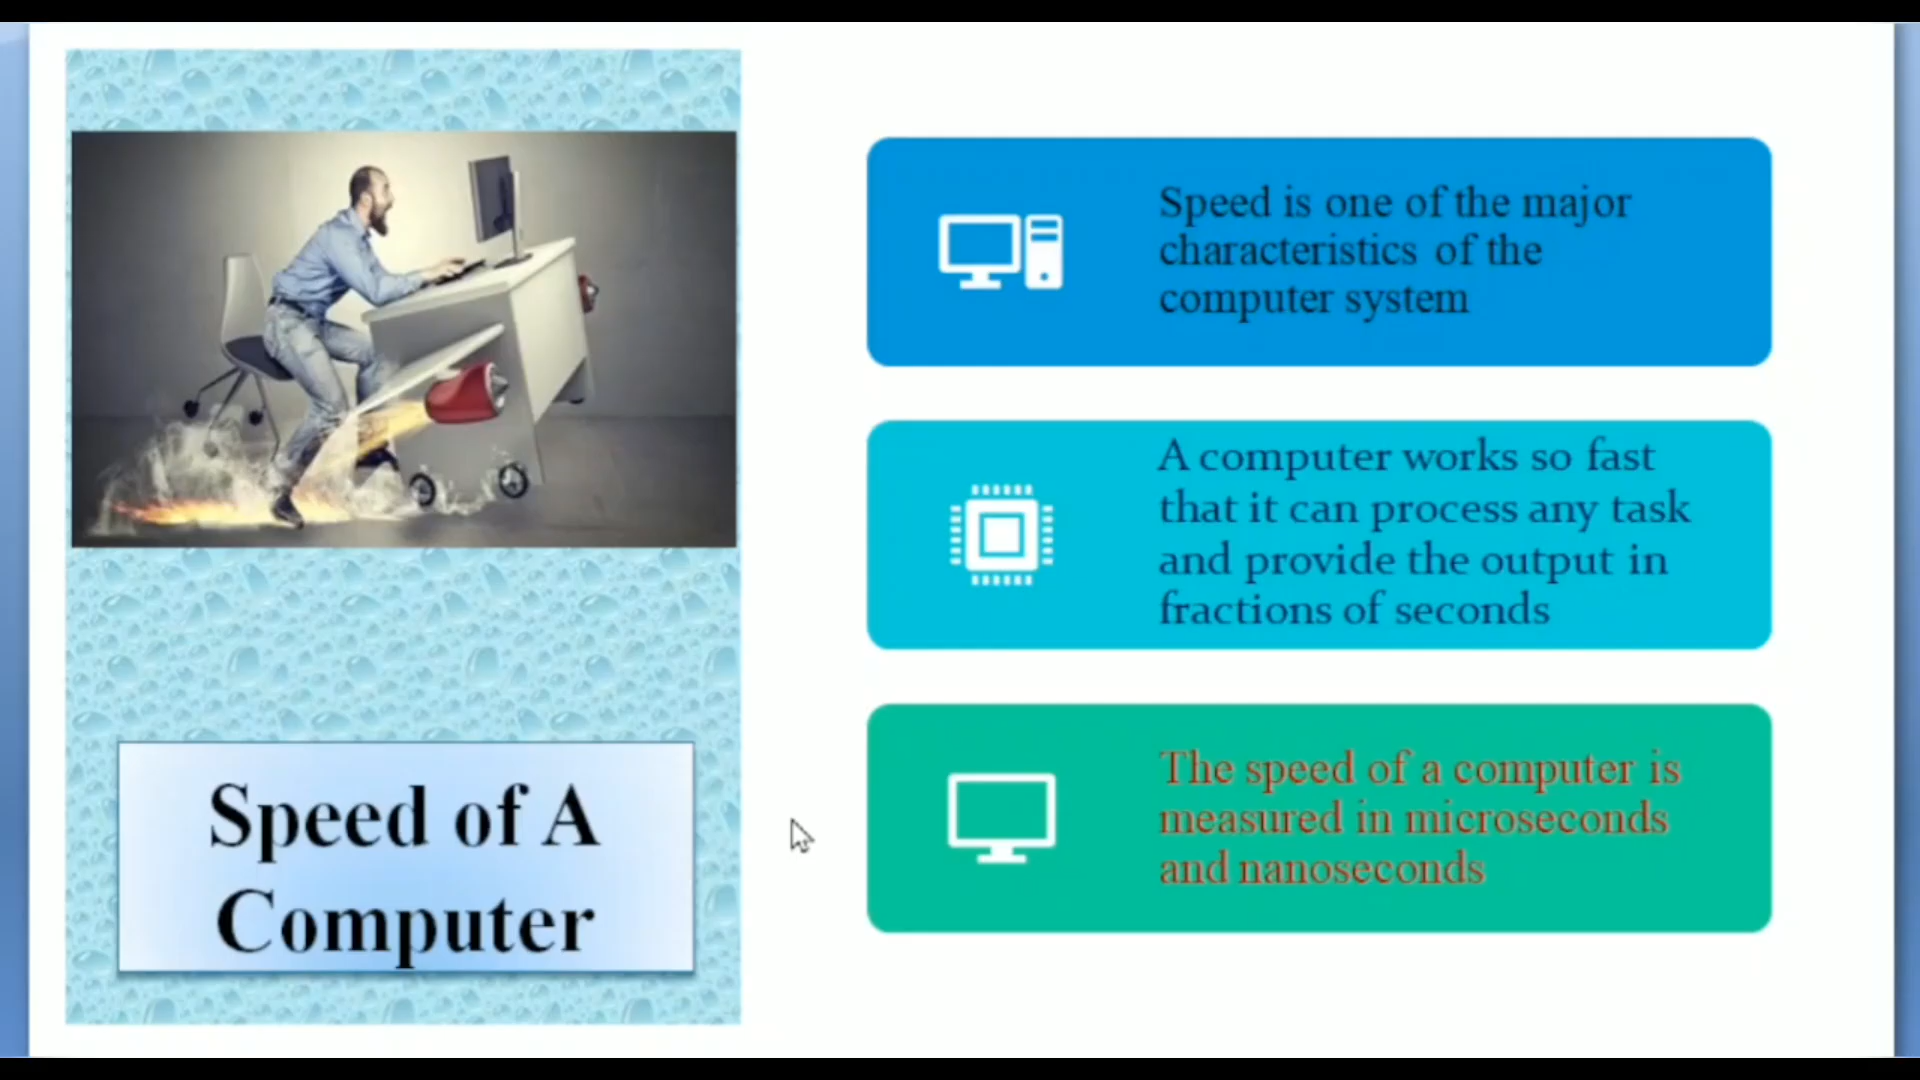 Speed of A
Computer
Speed is one of the major
characteristics of the
computer system
A computer works so fast
that it can process any task
and provide the output in
fractions of seconds
The speed of a computer is
measured in microseconds
and nanoseconds